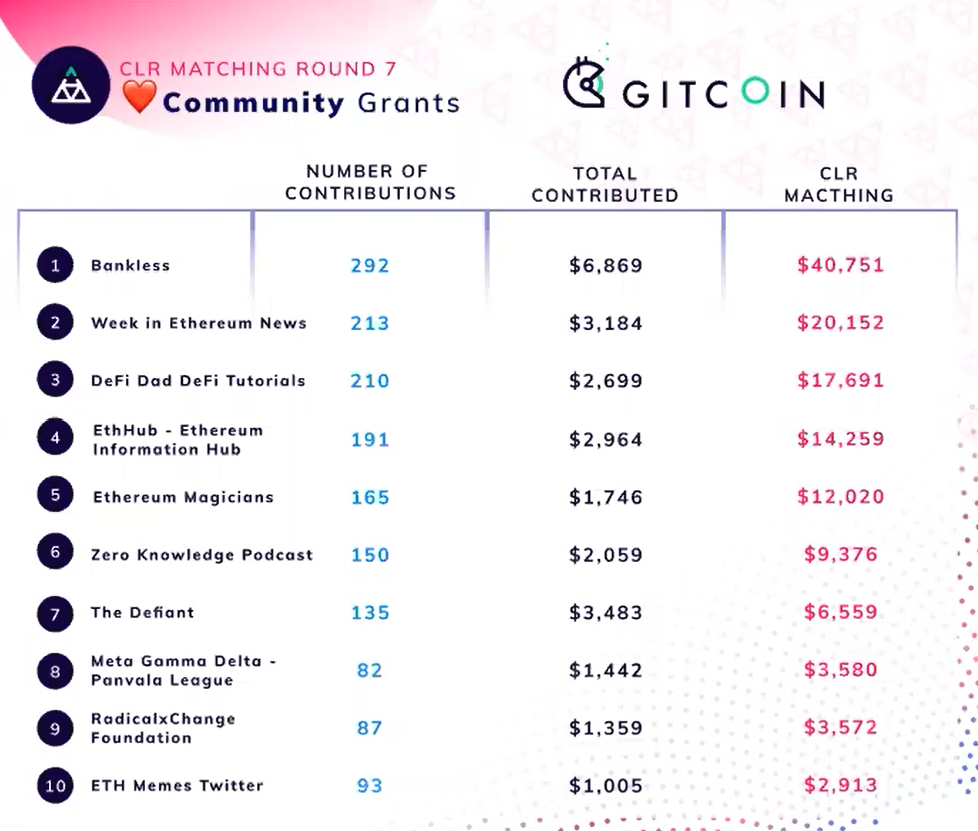 CLR MATCHING ROUND 7
Community Grants
GITCOIN
NUMBER OF
CONTRIBUTIONS
TOTAL
CONTRIBUTED
CLR
MACTHING
1 Bankless 292 $6,869 $40,751
2 Week in Ethereum News 213 $3,184 $20,152
3 DeFi Dad DeFi Tutorials 210 $2,699 $17,691
4 EthHub - Ethereum
Information Hub 191 $2,964 $14,259
5 Ethereum Magicians 165 $1,746 $12,020
6 Zero Knowledge Podcast 150 $2,059 $9,376
7 The Defiant 135 $3,483 $6,559
8 Meta Gamma Delta -
Panvala League 82 $1,442 $3,580
9 RadicalxChange
Foundation 87 $1,359 $3,572
10 ETH Memes Twitter 93 $1,005 $2,913